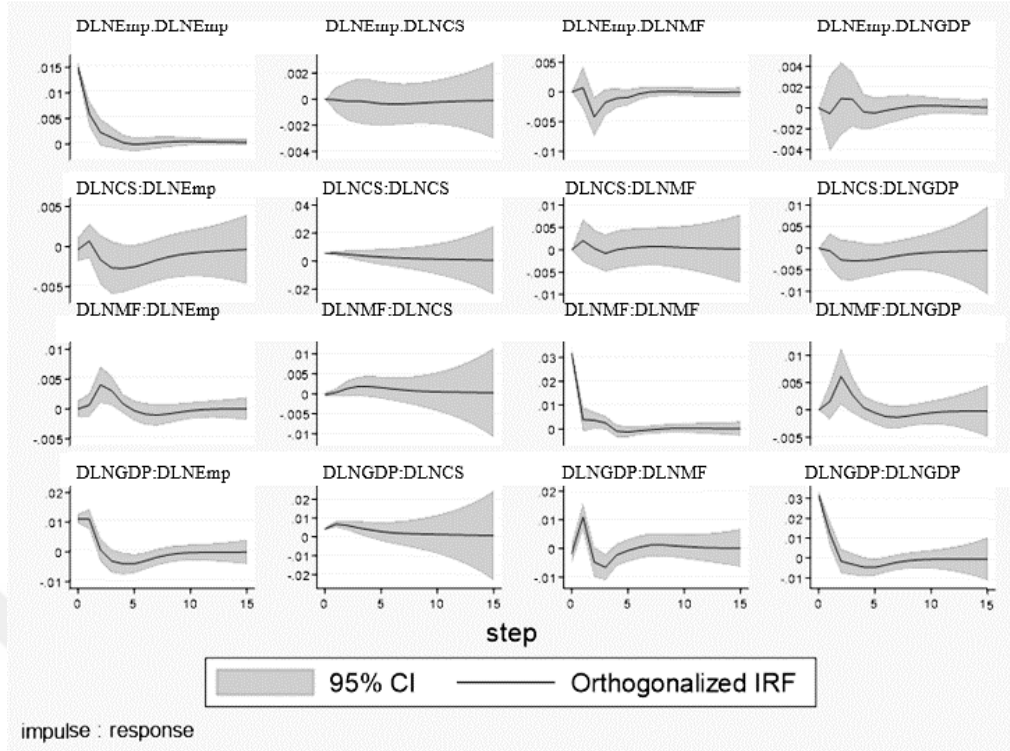 DLNEmp.DLNEmp DLNEmp.DLNCS DLNEmp.DLNMF DLNEmp.DLNGDP
.015 .01 .005 0
.002 0 -.002 -.004
.005 0 -.005 -.01
.004 .002 0 -.002 -.004
DLNCS:DLNEmp DLNCS:DLNCS DLNCS:DLNMF DLNCS:DLNGDP
.005 0 -.005
.04 .02 0 -.02
.01 .005 0 -.005 -.01
.01 .005 0 -.005 -.01
DLNMF:DLNEmp DLNMF:DLNCS DLNMF:DLNMF DLNMF:DLNGDP
.01 .005 0 -.005
.01 .005 0 -.005 -.01
.03 .02 .01 0
.01 .005 0 -.005
DLNGDP:DLNEmp DLNGDP:DLNCS DLNGDP:DLNMF DLNGDP:DLNGDP
.02 .01 0 -.01
.02 .01 0 -.01 -.02
.02 .01 0 -.01
.03 .02 .01 0 -.01
0 5 10 15 0 5 10 15 0 5 10 15 0 5 10 15
step
95% CI Orthogonalized IRF
impulse : response